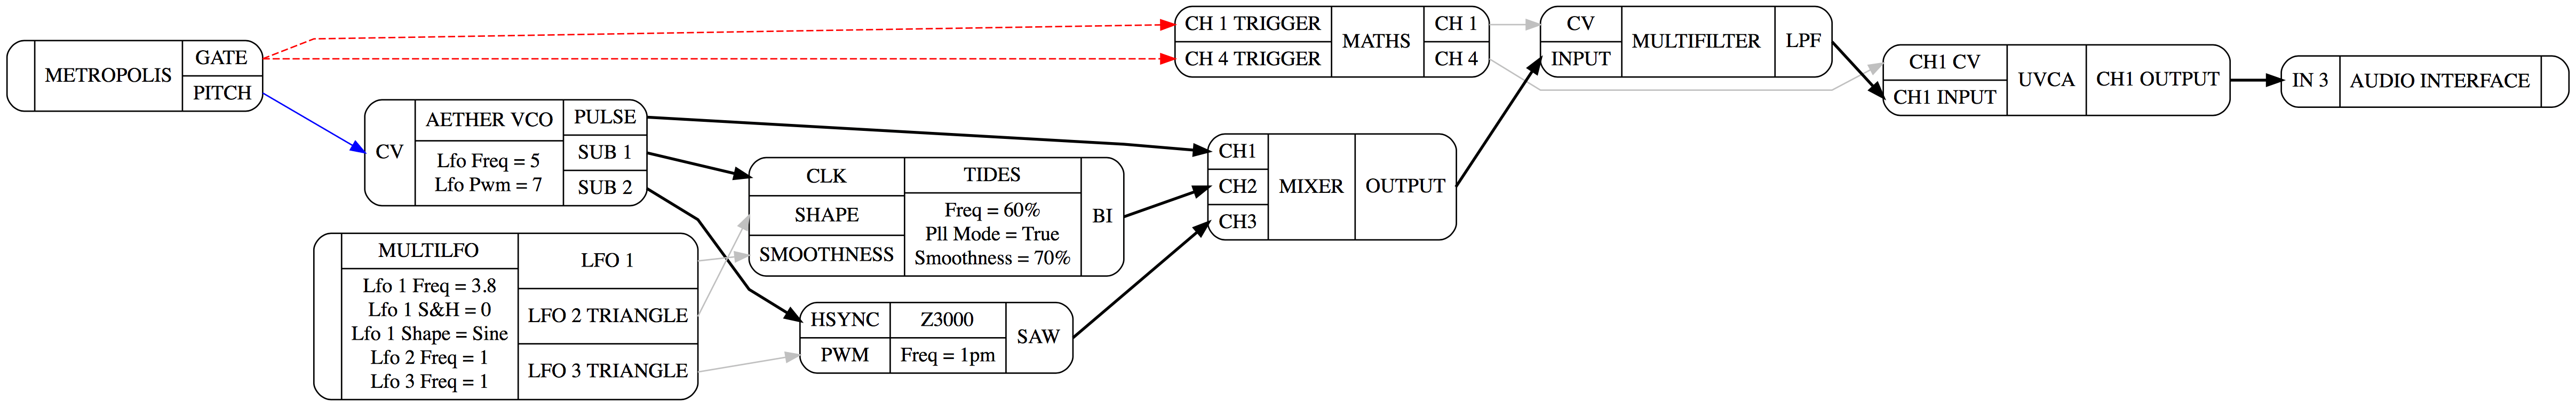 METROPOLIS
GATE
PITCH
CV
AETHER VCO
Lfo Freq = 5
Lfo Pwm = 7
PULSE
SUB 1
SUB 2
MULTILFO
Lfo 1 Freq = 3.8
Lfo 1 S&H = 0
Lfo 1 Shape = Sine
Lfo 2 Freq = 1
Lfo 3 Freq = 1
LFO 1
LFO 2 TRIANGLE
LFO 3 TRIANGLE
CLK
SHAPE
SMOOTHNESS
TIDES
Freq = 60%
Pll Mode = True
Smoothness = 70%
BI
HSYNC
PWM
Z3000
Freq = 1pm
SAW
CH 1 TRIGGER
CH 4 TRIGGER
MATHS
CH 1
CH 4
CH1
CH2
CH3
MIXER
OUTPUT
CV
INPUT
MULTIFILTER
LPF
CH1 CV
CH1 INPUT
UVCA
CH1 OUTPUT
IN 3
AUDIO INTERFACE